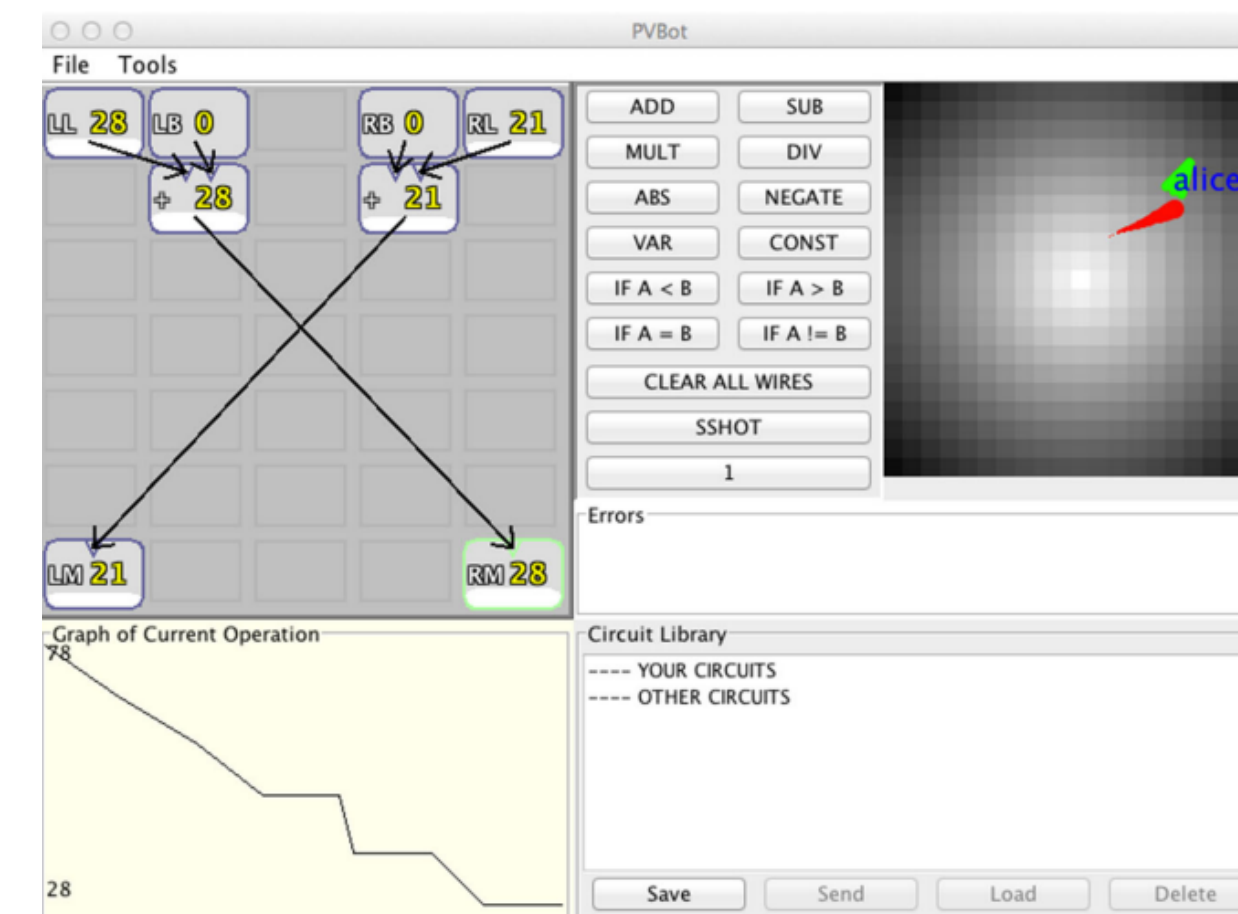 PVBot
File Tools
LL 28 LB 0 RB 0 RL 21
+ 28 + 21
LM 21 RM 28
ADD SUB
MULT DIV
ABS NEGATE
VAR CONST
IF A < B IF A > B
IF A = B IF A != B
CLEAR ALL WIRES
SSHOT
1
alice
Errors
Graph of Current Operation
78
28
Circuit Library
---- YOUR CIRCUITS
---- OTHER CIRCUITS
Save Send Load Delete